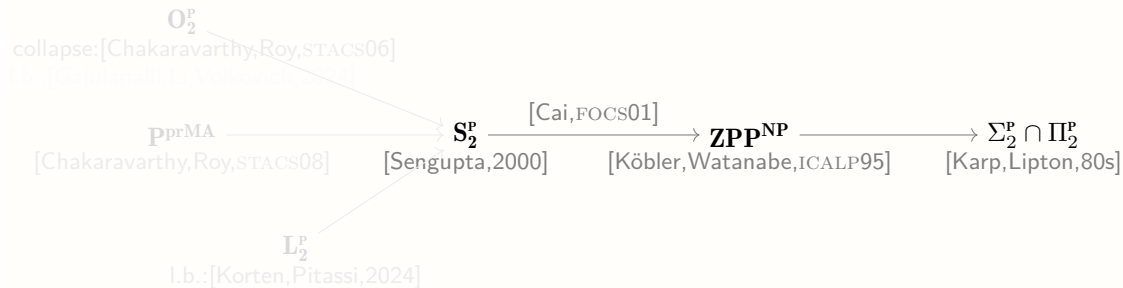 O₂ᴾ
collapse:[Chakaravarthy,Roy,STACS06]
[Cai,FOCS01]
Pᵖʳᴹᴬ
S₂ᴾ
ZPPᴺᴾ
Σ₂ᴾ ∩ Π₂ᴾ
[Chakaravarthy,Roy,STACS08]
[Sengupta,2000]
[Köbler,Watanabe,ICALP95]
[Karp,Lipton,80s]
L₂ᴾ
l.b.:[Korten,Pitassi,2024]